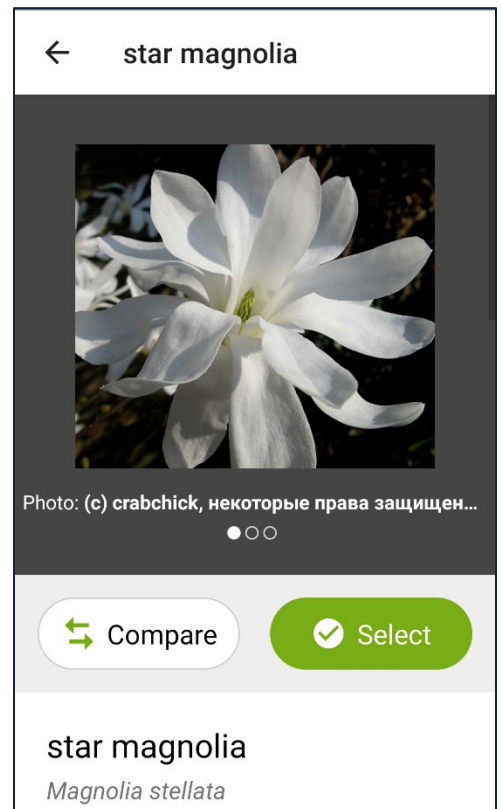 star magnolia
Photo: (c) crabchick, некоторые права защищен...
Compare
Select
star magnolia
Magnolia stellata